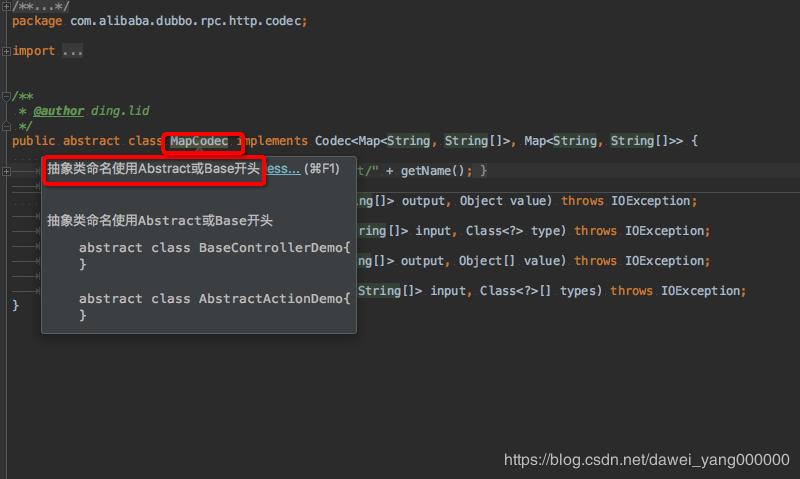 /**...*/
package com.alibaba.dubbo.rpc.http.codec;
import ...
/**
* @author ding.lid
*/
public abstract class MapCodec implements Codec<Map<String, String[]>, Map<String, String[]>> {
抽象类命名使用Abstract或Base开头 ess... (⌘F1)
t/" + getName(); }
ng[]> output, Object value) throws IOException;
抽象类命名使用Abstract或Base开头
ring[]> input, Class<?> type) throws IOException;
abstract class BaseControllerDemo{
}
ng[]> output, Object[] value) throws IOException;
String[]> input, Class<?>[] types) throws IOException;
abstract class AbstractActionDemo{
}
}
https://blog.csdn.net/dawei_yang000000